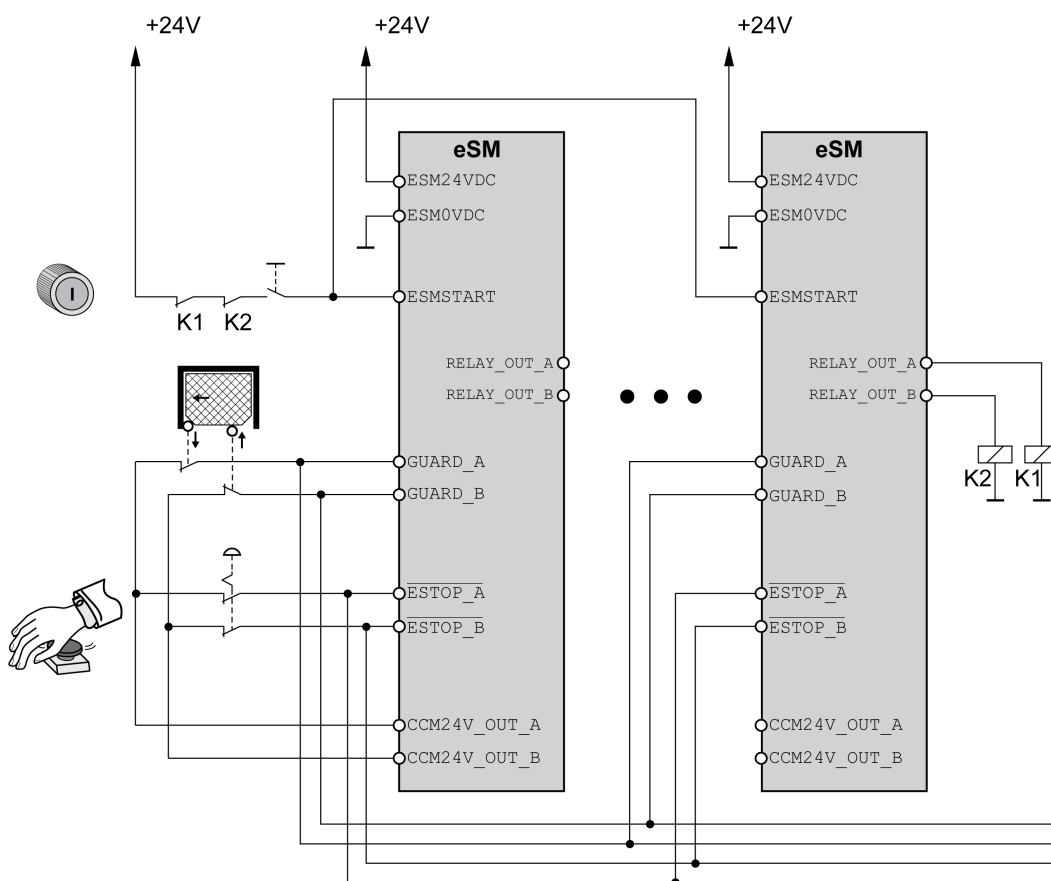 +24V +24V +24V
eSM eSM
ESM24VDC ESM24VDC
ESM0VDC ESM0VDC
I
ESMSTART ESMSTART
K1 K2
RELAY_OUT_A RELAY_OUT_A
RELAY_OUT_B RELAY_OUT_B
GUARD_A GUARD_A
K2 K1
GUARD_B GUARD_B
ESTOP_A ESTOP_A
ESTOP_B ESTOP_B
CCM24V_OUT_A CCM24V_OUT_A
CCM24V_OUT_B CCM24V_OUT_B